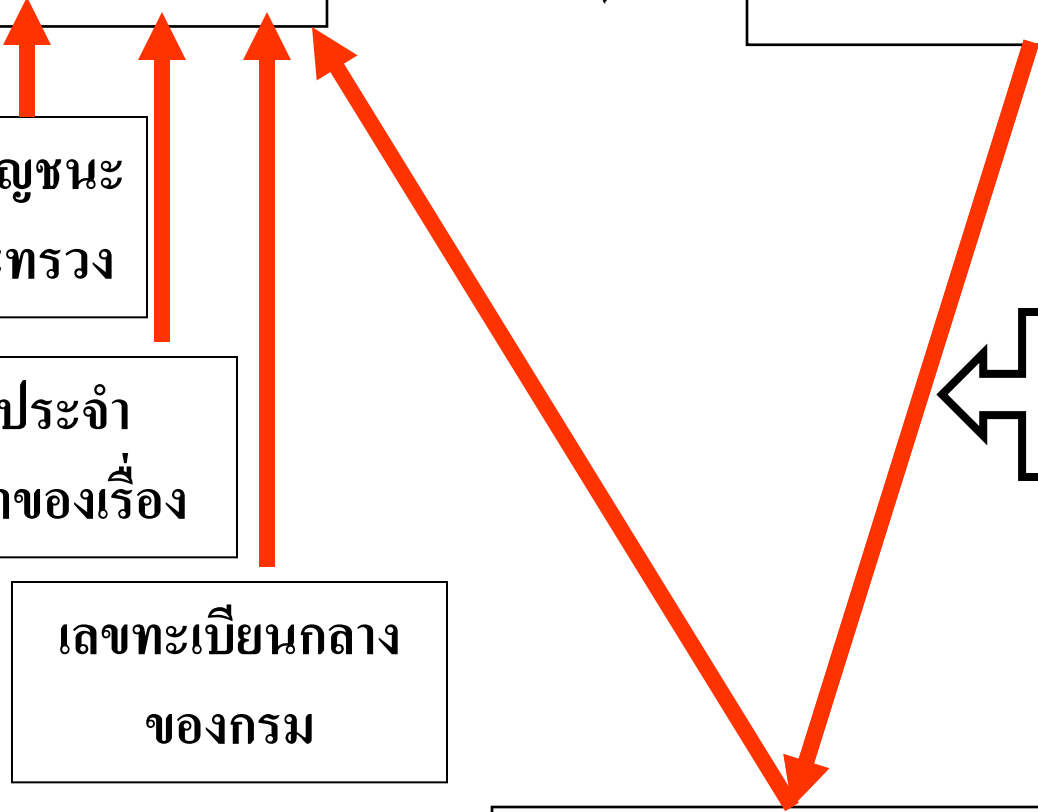 ญชนะ
ทรวง
ประจำ
ของเรื่อง
เลขทะเบียนกลาง
ของกรม